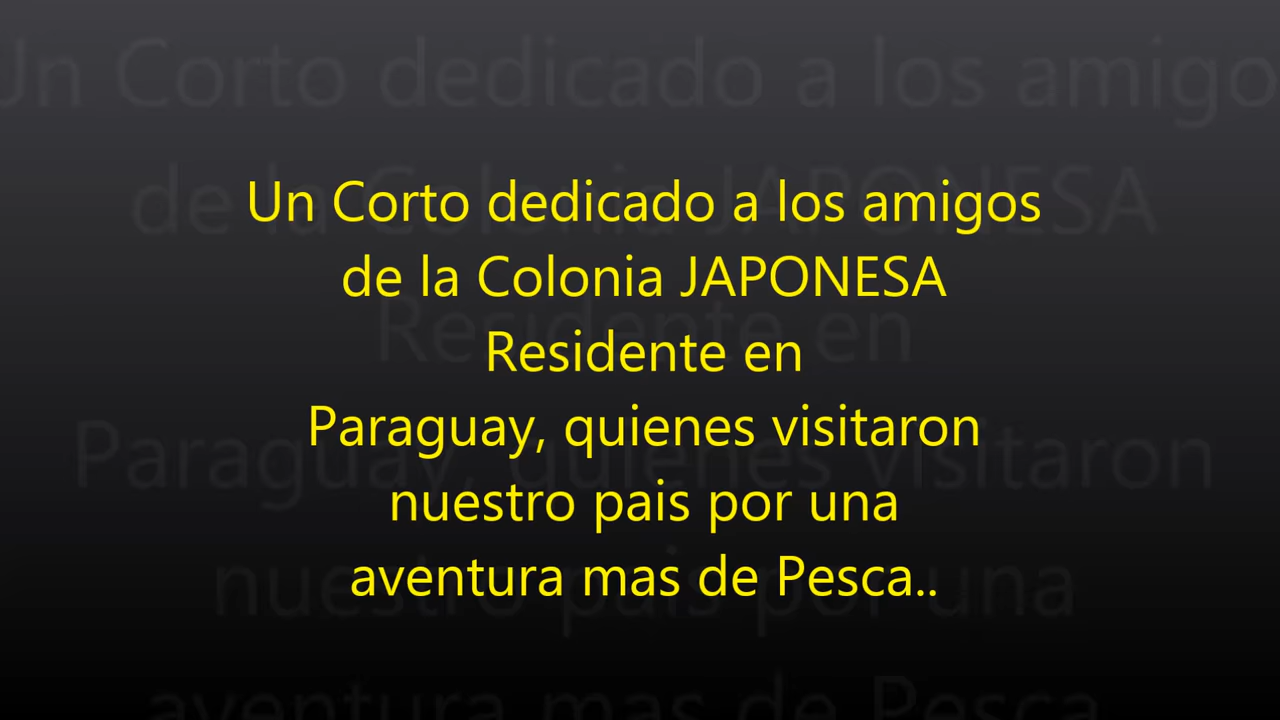 Un Corto dedicado a los amigos
de la Colonia JAPONESA
Residente en
Paraguay, quienes visitaron
nuestro pais por una
aventura mas de Pesca..